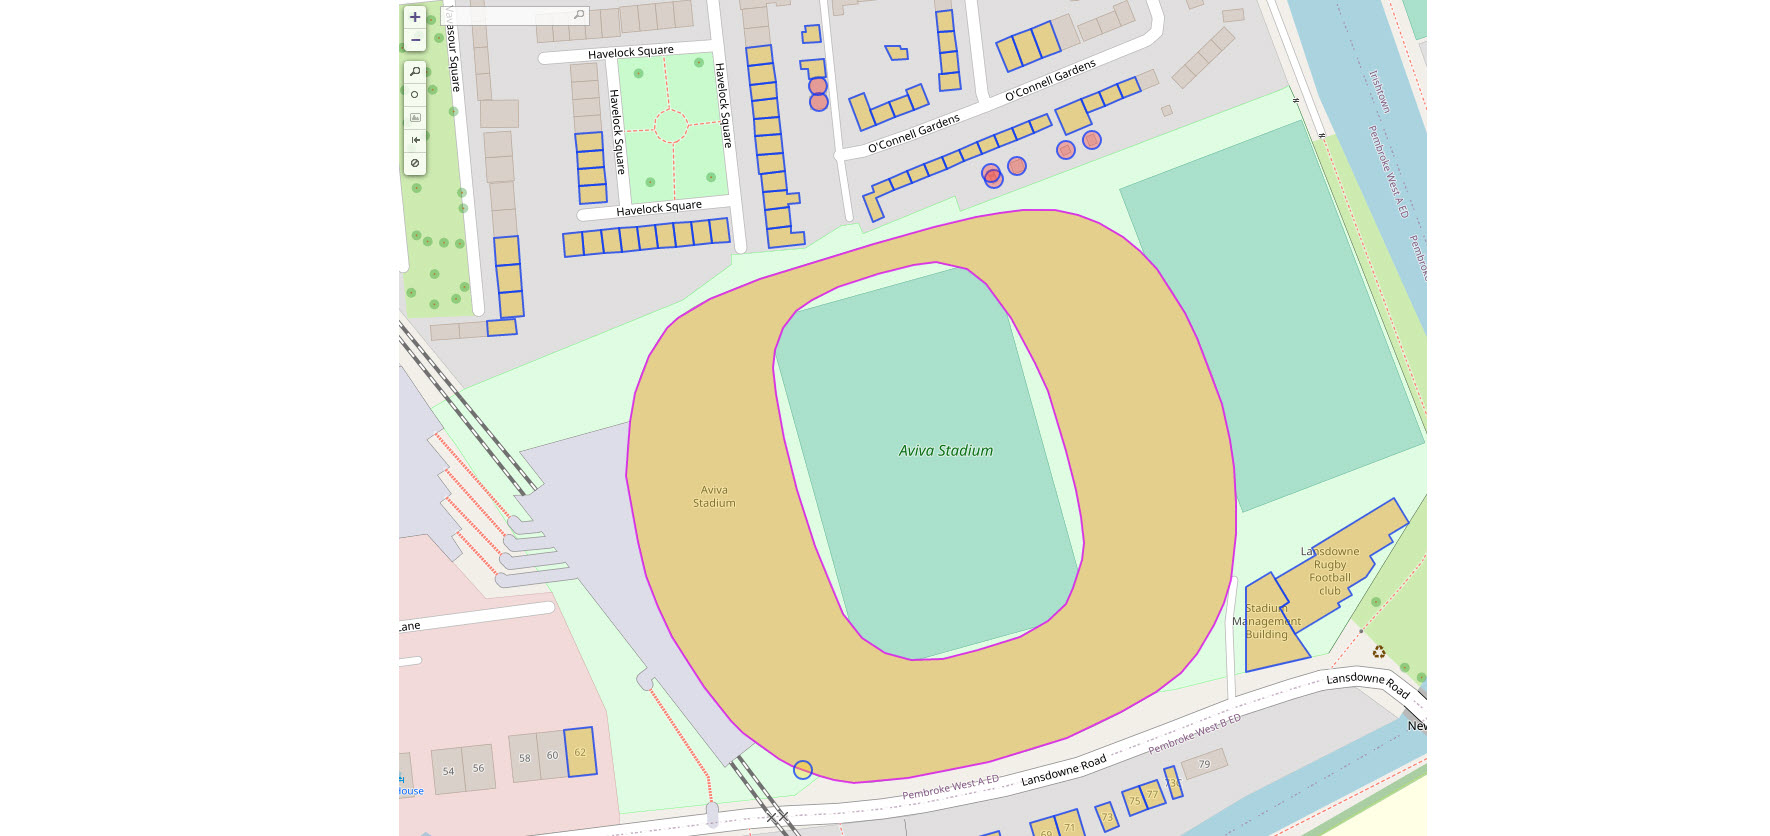 Vavasour Square
Havelock Square
Havelock Square
Havelock Square
Havelock Square
O'Connell Gardens
O'Connell Gardens
Irishtown
Pembroke West A ED
Pembroke
Aviva Stadium
Aviva
Stadium
Lansdowne
Rugby
Football
club
Stadium
Management
Building
Lane
Lansdowne Road
Pembroke West B ED
New
62
60
58
56
54
House
79
Lansdowne Road
Pembroke West A ED
75
77
73
71
69